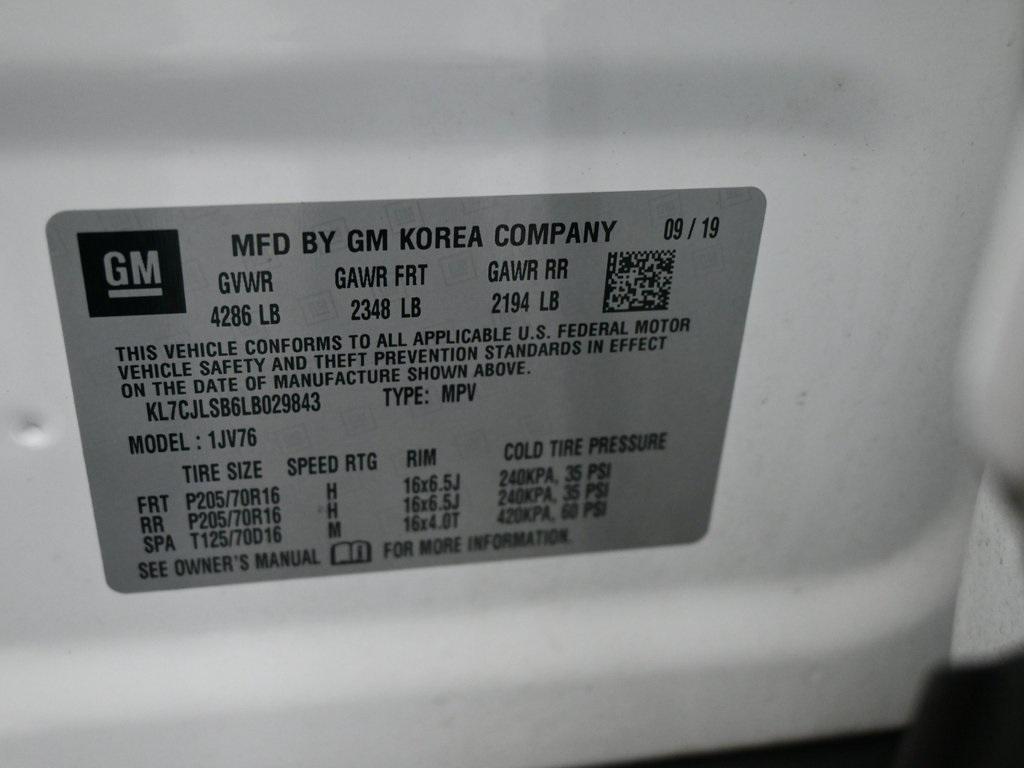 GM MFD BY GM KOREA COMPANY 09 / 19
GVWR GAWR FRT GAWR RR
4286 LB 2348 LB 2194 LB
THIS VEHICLE CONFORMS TO ALL APPLICABLE U.S. FEDERAL MOTOR
VEHICLE SAFETY AND THEFT PREVENTION STANDARDS IN EFFECT
ON THE DATE OF MANUFACTURE SHOWN ABOVE.
KL7CJLSB6LB029843 TYPE: MPV
MODEL : 1JV76
TIRE SIZE SPEED RTG RIM COLD TIRE PRESSURE
FRT P205/70R16 H 16x6.5J 240KPA, 35 PSI
RR P205/70R16 H 16x6.5J 240KPA, 35 PSI
SPA T125/70D16 M 16x4.0T 420KPA, 60 PSI
SEE OWNER'S MANUAL FOR MORE INFORMATION.